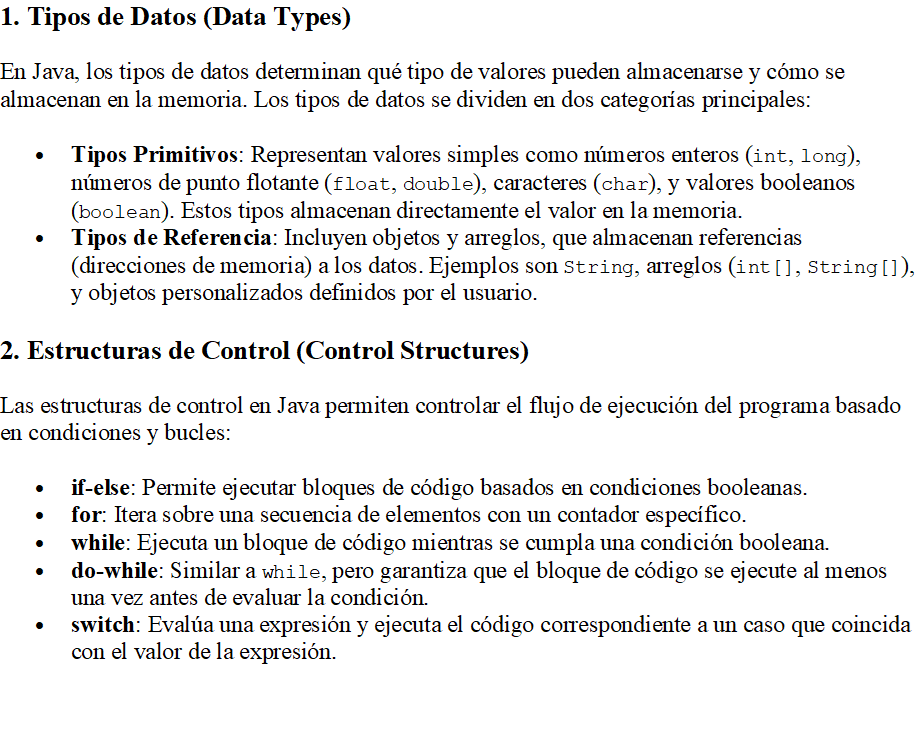 1. Tipos de Datos (Data Types)
En Java, los tipos de datos determinan qué tipo de valores pueden almacenarse y cómo se
almacenan en la memoria. Los tipos de datos se dividen en dos categorías principales:
• Tipos Primitivos: Representan valores simples como números enteros (int, long),
números de punto flotante (float, double), caracteres (char), y valores booleanos
(boolean). Estos tipos almacenan directamente el valor en la memoria.
• Tipos de Referencia: Incluyen objetos y arreglos, que almacenan referencias
(direcciones de memoria) a los datos. Ejemplos son String, arreglos (int[], String[]),
y objetos personalizados definidos por el usuario.
2. Estructuras de Control (Control Structures)
Las estructuras de control en Java permiten controlar el flujo de ejecución del programa basado
en condiciones y bucles:
• if-else: Permite ejecutar bloques de código basados en condiciones booleanas.
• for: Itera sobre una secuencia de elementos con un contador específico.
• while: Ejecuta un bloque de código mientras se cumpla una condición booleana.
• do-while: Similar a while, pero garantiza que el bloque de código se ejecute al menos
una vez antes de evaluar la condición.
• switch: Evalúa una expresión y ejecuta el código correspondiente a un caso que coincida
con el valor de la expresión.